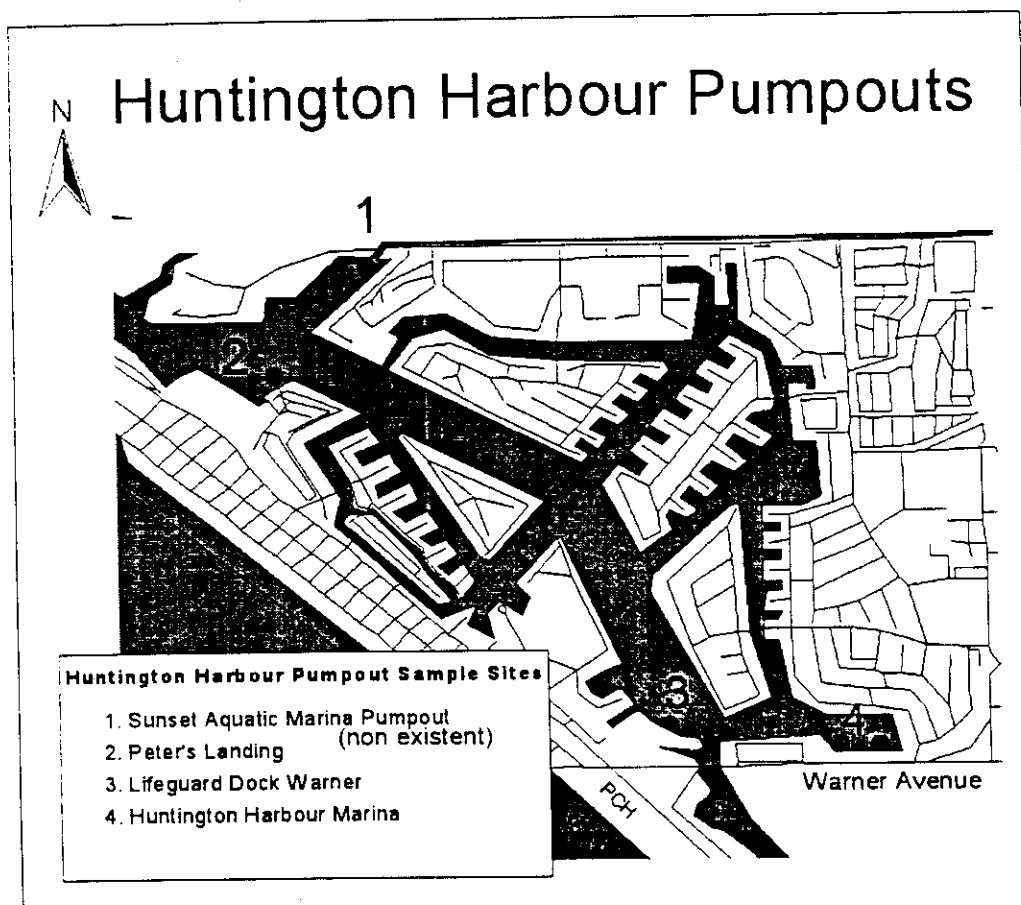 Huntington Harbour Pumpouts
N
1
2
3
4
Huntington Harbour Pumpout Sample Sites
1. Sunset Aquatic Marina Pumpout
(non existent)
2. Peter's Landing
3. Lifeguard Dock Warner
4. Huntington Harbour Marina
Warner Avenue
PCH